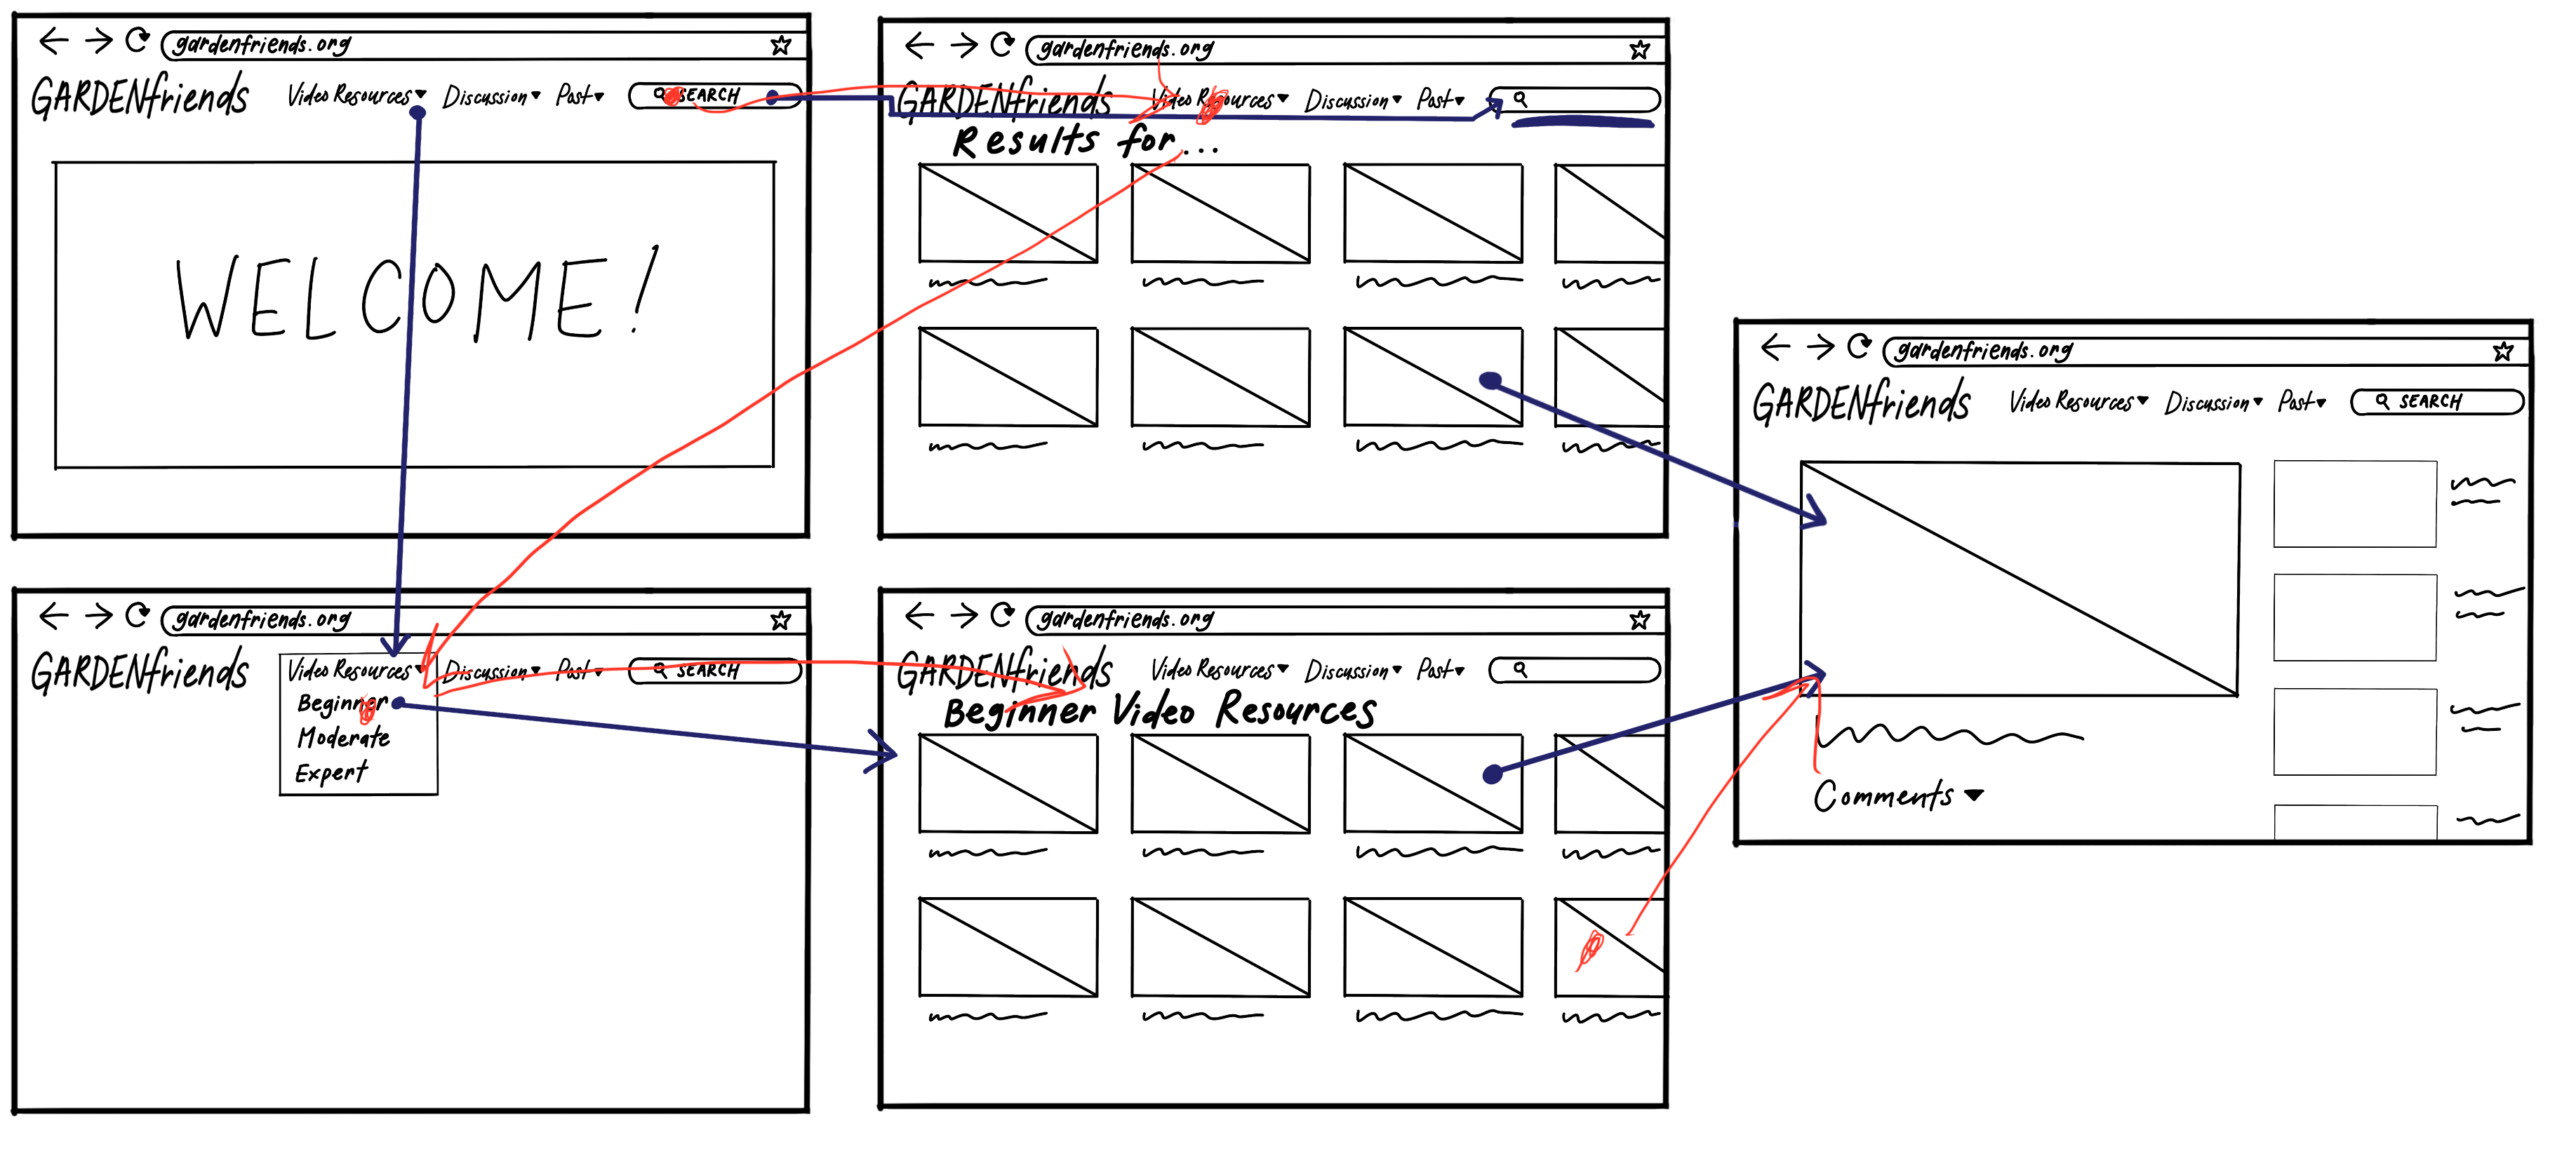 gardenfriends.org
GARDENfriends Video Resources Discussion Past SEARCH
WELCOME!
gardenfriends.org
GARDENfriends Video Resources Discussion Past
Results for...
gardenfriends.org
GARDENfriends Video Resources Discussion Past SEARCH
Comments
gardenfriends.org
GARDENfriends Video Resources Discussion Past SEARCH
Beginner
Moderate
Expert
gardenfriends.org
GARDENfriends Video Resources Discussion Past
Beginner Video Resources